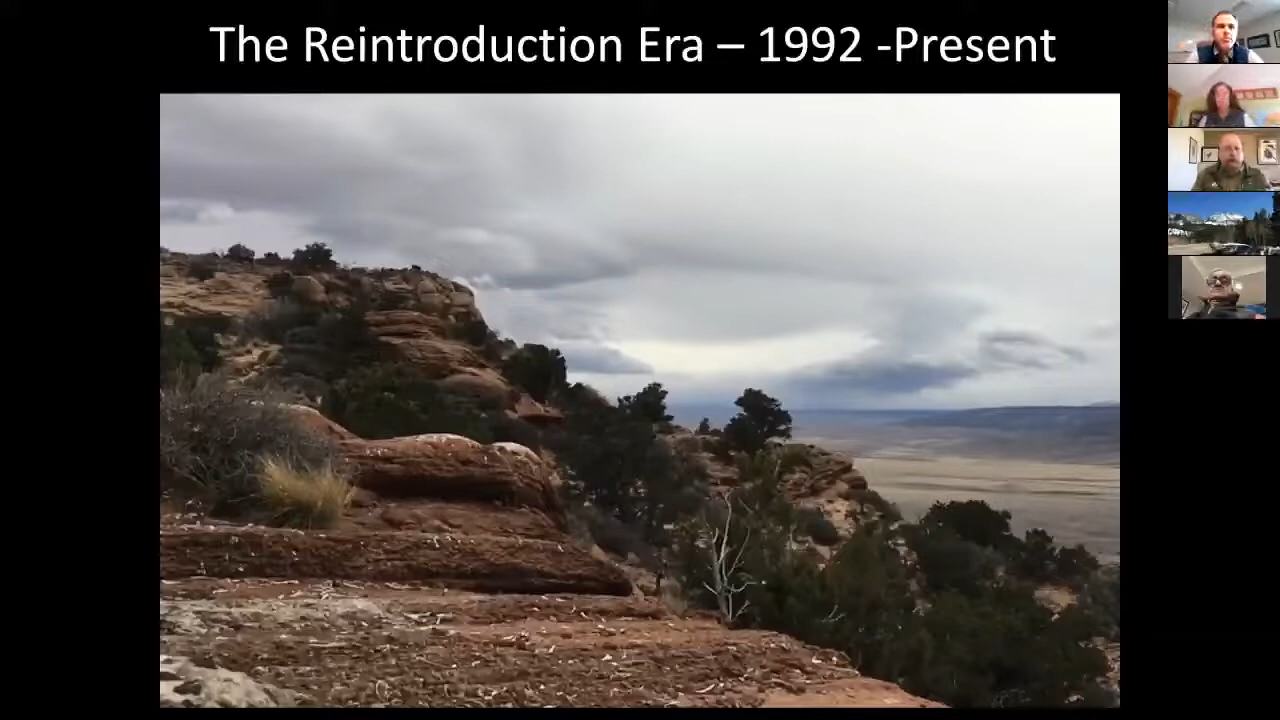 The Reintroduction Era – 1992 -Present